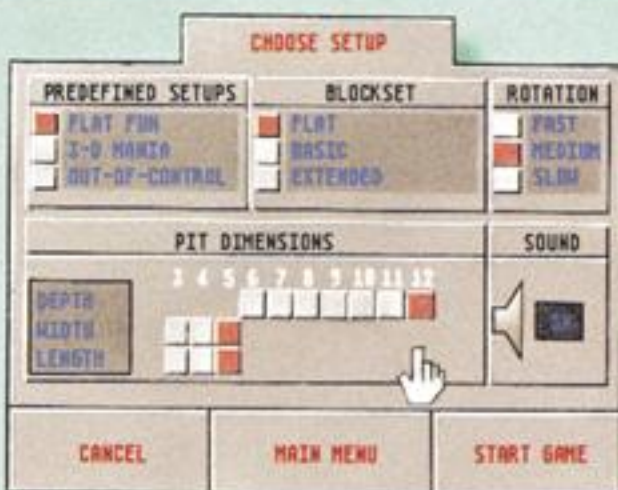 CHOOSE SETUP
PREDEFINED SETUPS
FLAT FUN
3-D MANIA
OUT-OF-CONTROL
BLOCKSET
FLAT
BASIC
EXTENDED
ROTATION
FAST
MEDIUM
SLOW
PIT DIMENSIONS
3 4 5 6 7 8 9 10 11 12
DEPTH
WIDTH
LENGTH
SOUND
CANCEL
MAIN MENU
START GAME